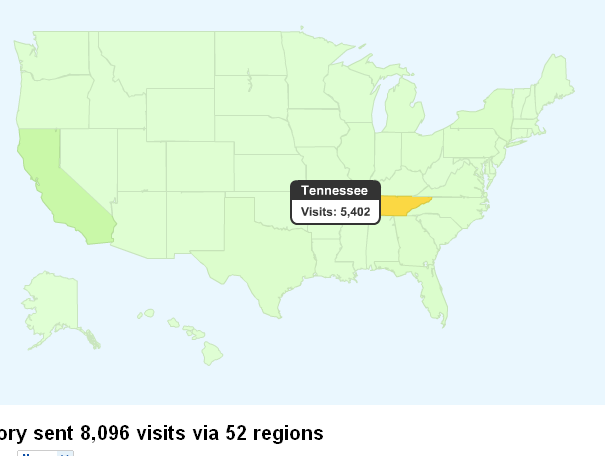 Tennessee
Visits: 5,402
ory sent 8,096 visits via 52 regions